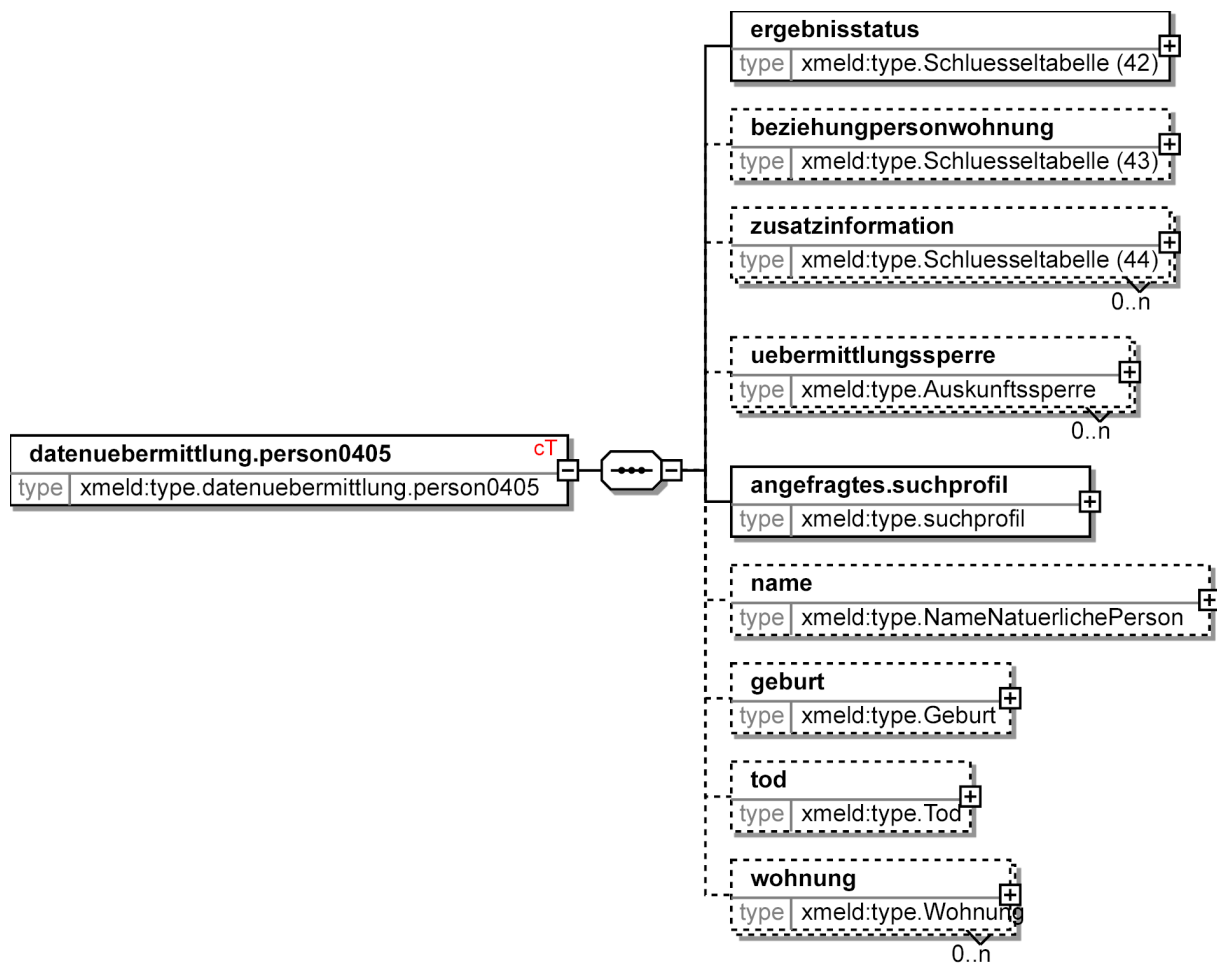 ergebnisstatus
type xmeld:type.Schluesseltabelle (42)
beziehungpersonwohnung
type xmeld:type.Schluesseltabelle (43)
zusatzinformation
type xmeld:type.Schluesseltabelle (44)
0..n
uebermittlungssperre
type xmeld:type.Auskunftssperre
0..n
datenuebermittlung.person0405 cT
type xmeld:type.datenuebermittlung.person0405
angefragtes.suchprofil
type xmeld:type.suchprofil
name
type xmeld:type.NameNatuerlichePerson
geburt
type xmeld:type.Geburt
tod
type xmeld:type.Tod
wohnung
type xmeld:type.Wohnung
0..n